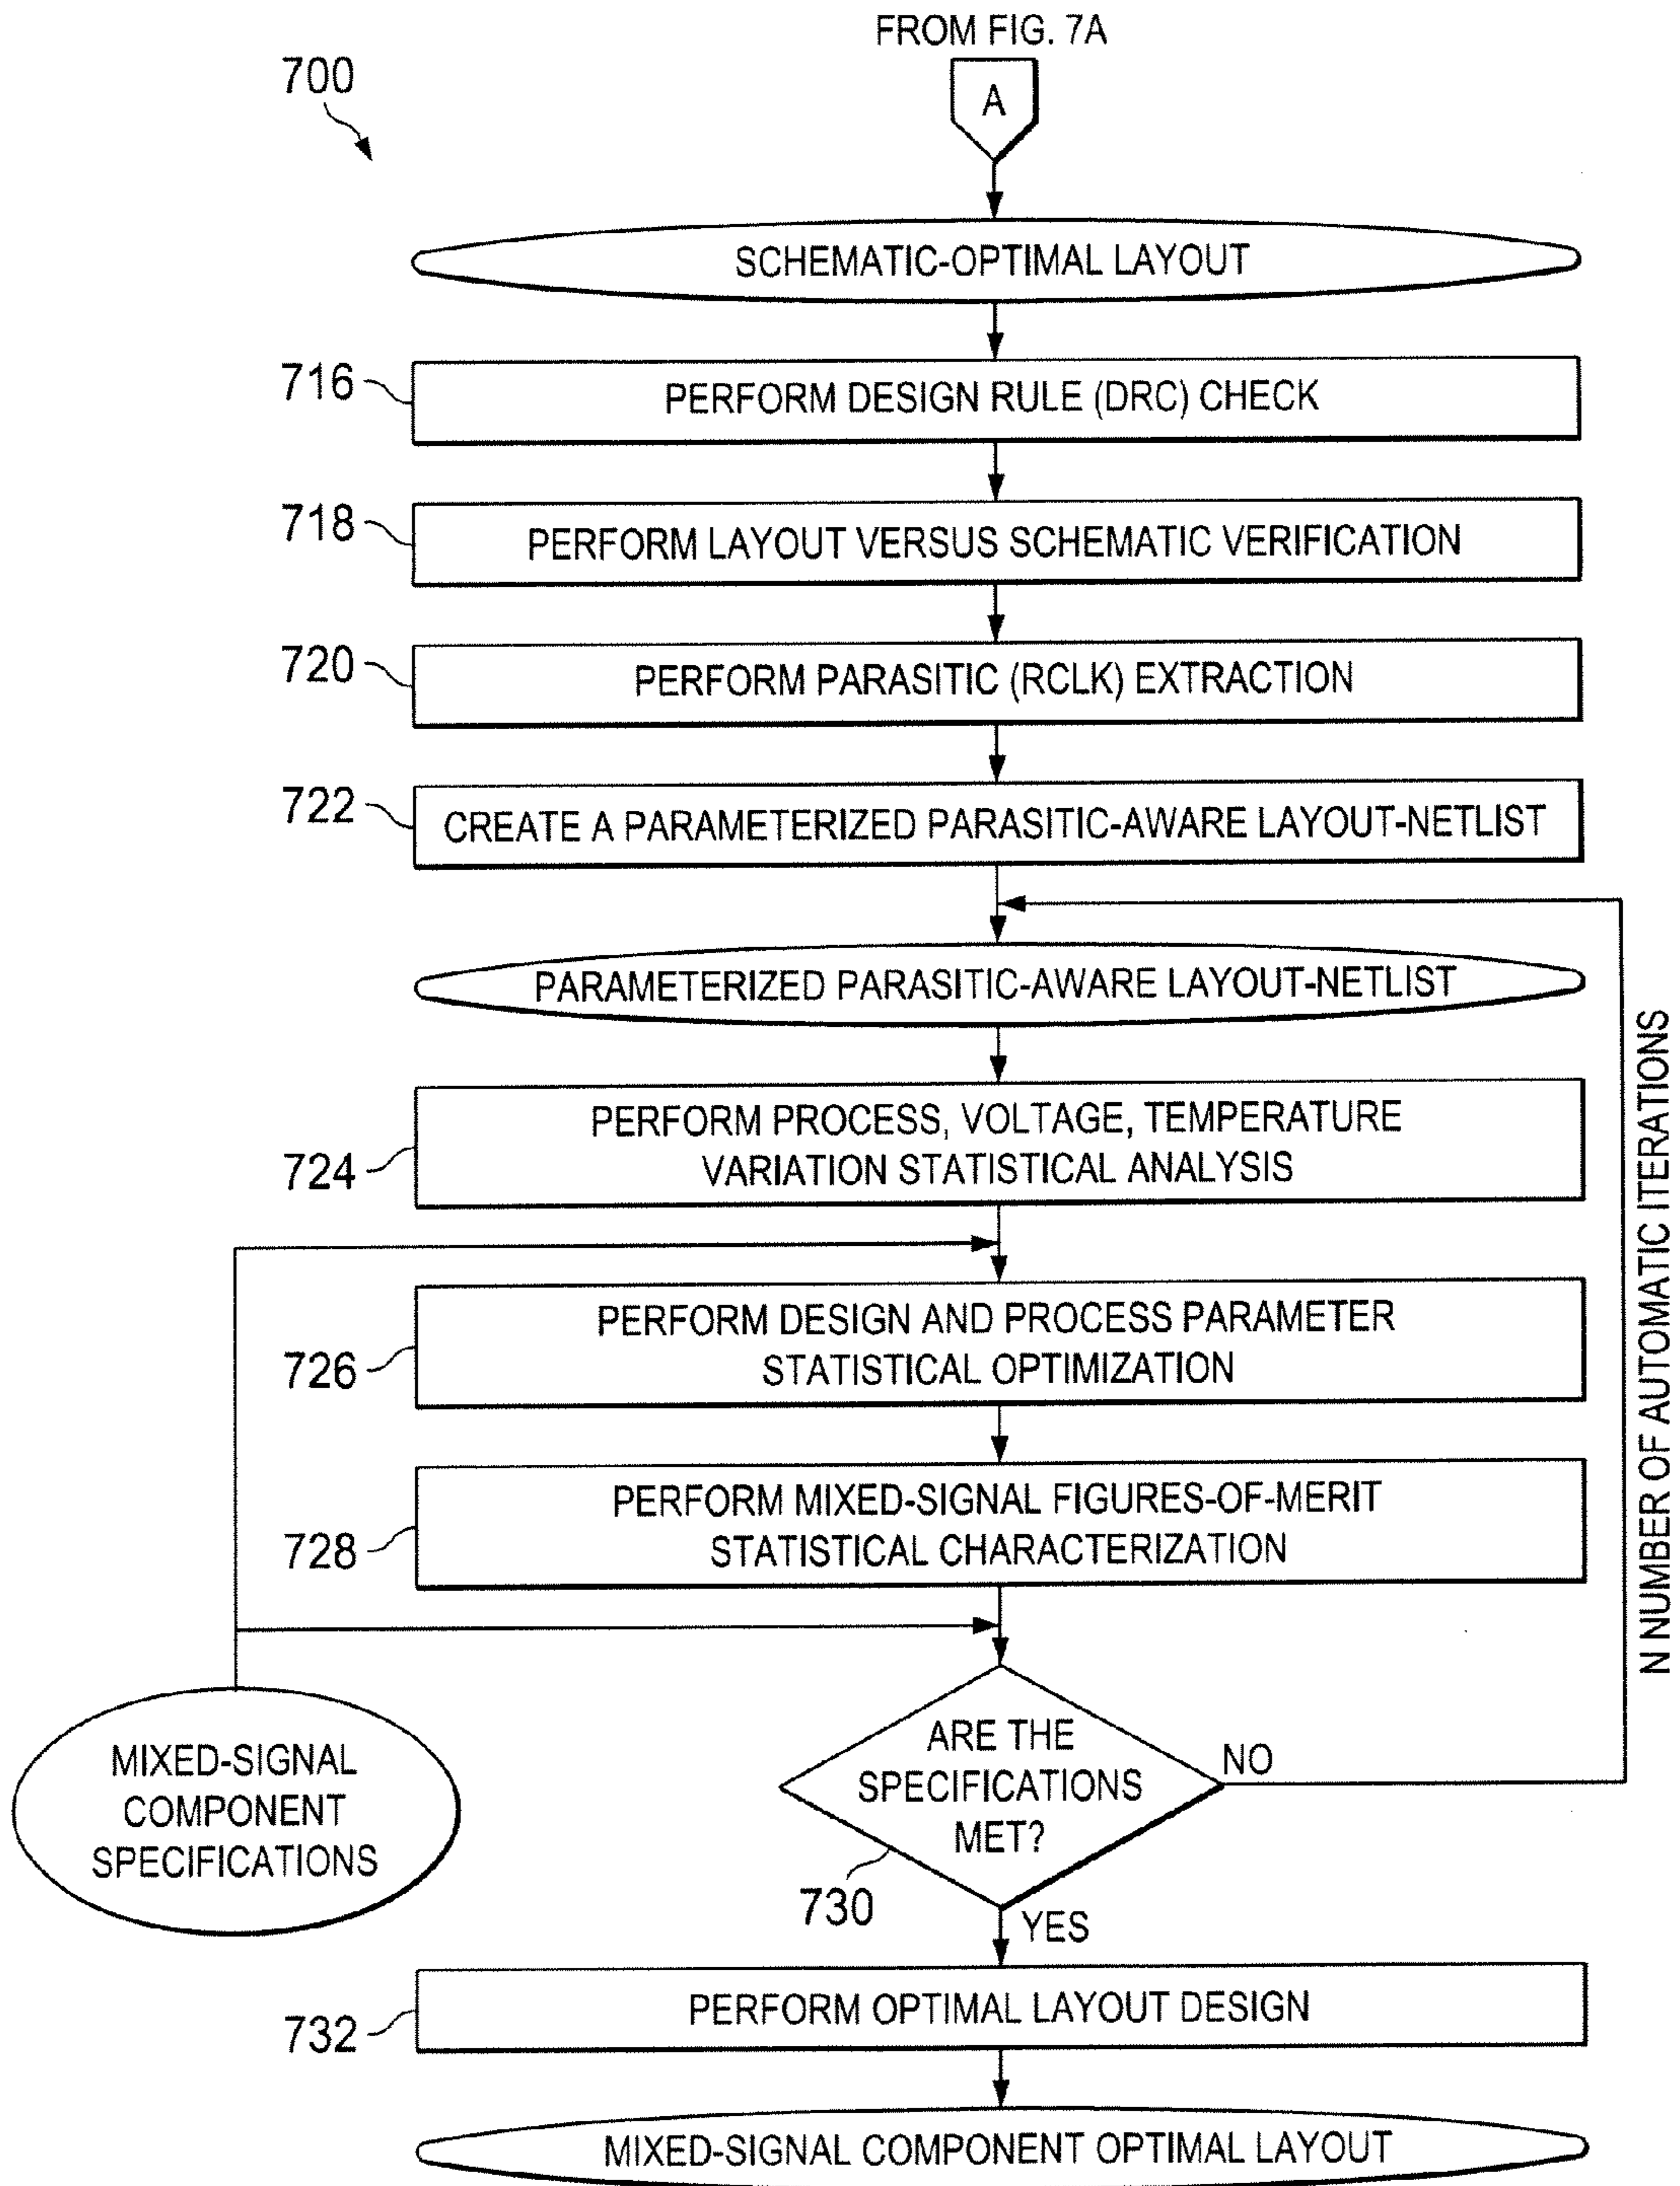 FROM FIG. 7A
700
A
SCHEMATIC-OPTIMAL LAYOUT
716
PERFORM DESIGN RULE (DRC) CHECK
718
PERFORM LAYOUT VERSUS SCHEMATIC VERIFICATION
720
PERFORM PARASITIC (RCLK) EXTRACTION
722
CREATE A PARAMETERIZED PARASITIC-AWARE LAYOUT-NETLIST
PARAMETERIZED PARASITIC-AWARE LAYOUT-NETLIST
724
PERFORM PROCESS, VOLTAGE, TEMPERATURE
VARIATION STATISTICAL ANALYSIS
726
PERFORM DESIGN AND PROCESS PARAMETER
STATISTICAL OPTIMIZATION
728
PERFORM MIXED-SIGNAL FIGURES-OF-MERIT
STATISTICAL CHARACTERIZATION
N NUMBER OF AUTOMATIC ITERATIONS
MIXED-SIGNAL
COMPONENT
SPECIFICATIONS
ARE THE
SPECIFICATIONS
MET?
NO
730
YES
732
PERFORM OPTIMAL LAYOUT DESIGN
MIXED-SIGNAL COMPONENT OPTIMAL LAYOUT